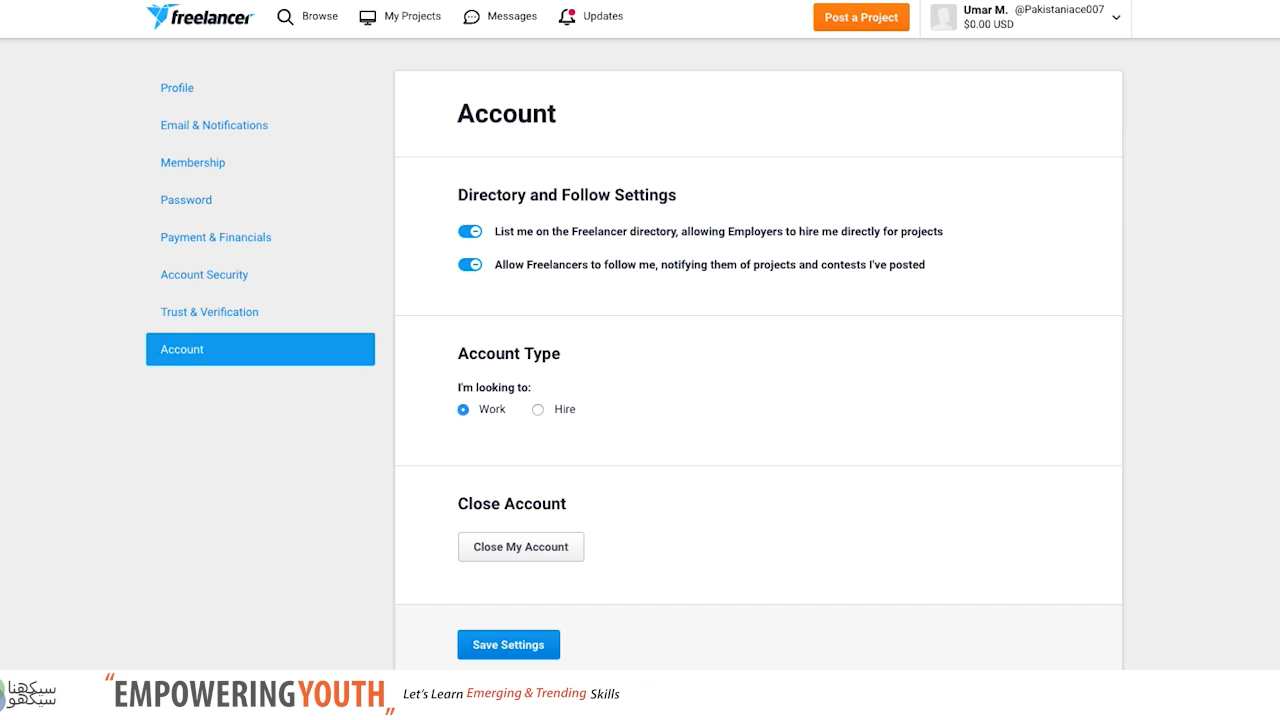 freelancer
Browse
My Projects
Messages
Updates
Post a Project
Umar M. @Pakistaniace007
$0.00 USD
Profile
Email & Notifications
Membership
Password
Payment & Financials
Account Security
Trust & Verification
Account
Account
Directory and Follow Settings
List me on the Freelancer directory, allowing Employers to hire me directly for projects
Allow Freelancers to follow me, notifying them of projects and contests I've posted
Account Type
I'm looking to:
Work
Hire
Close Account
Close My Account
Save Settings
سیکھنا
سیکھو
“EMPOWERINGYOUTH„
Let's Learn Emerging & Trending Skills